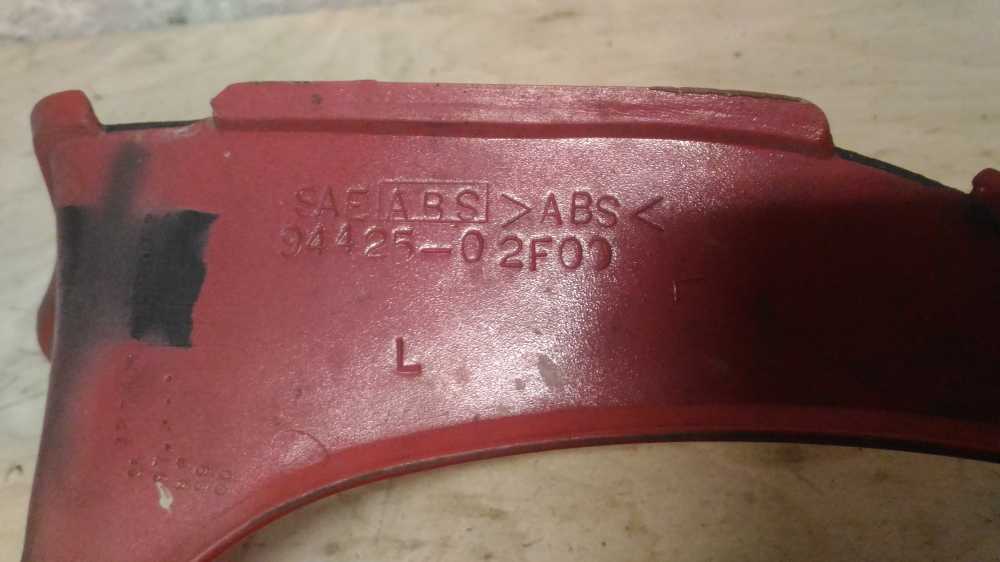 SAE ABS >ABS<
94425-02F00
L